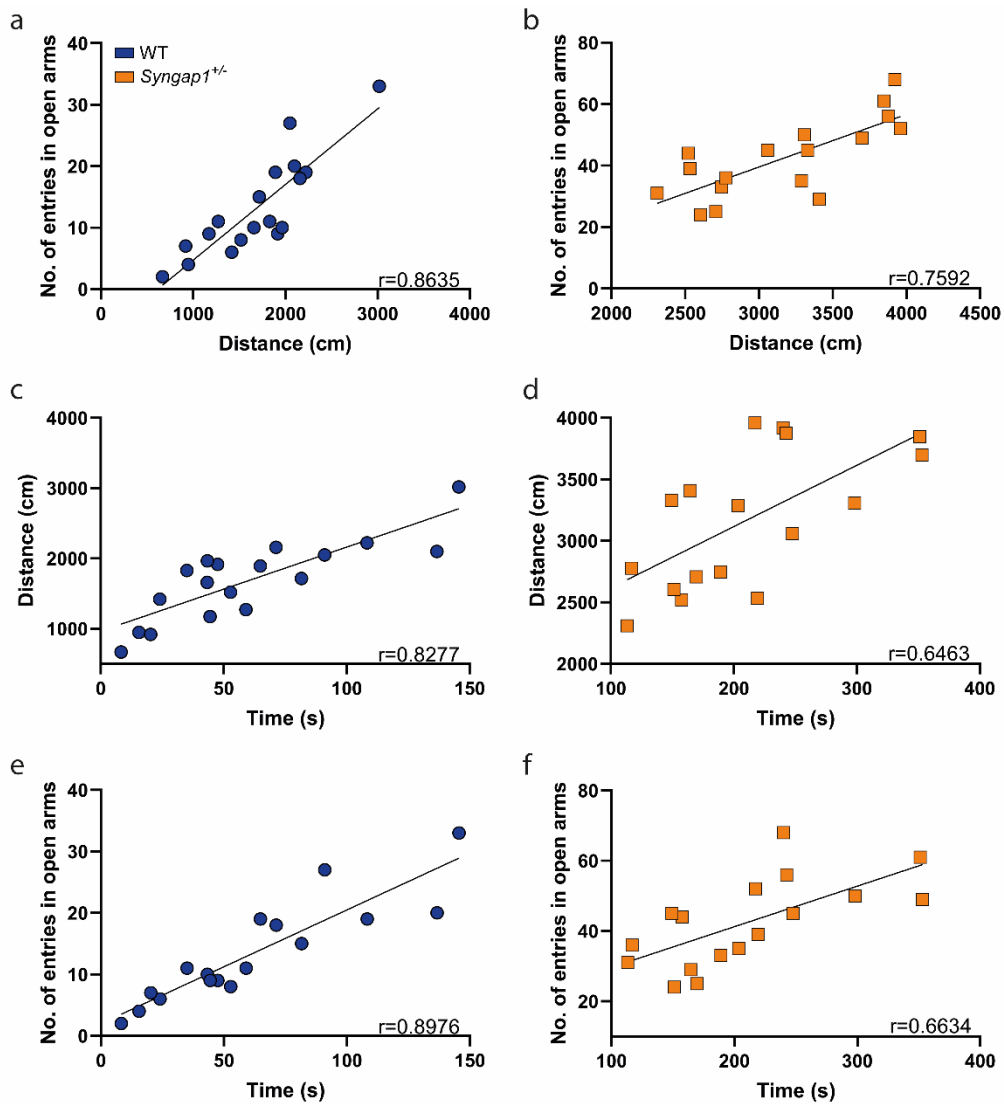 a
No. of entries in open arms
40
30
20
10
0
WT
Syngap1+/-
r=0.8635
0 1000 2000 3000 4000
Distance (cm)
b
No. of entries in open arms
80
60
40
20
0
r=0.7592
2000 2500 3000 3500 4000 4500
Distance (cm)
c
Distance (cm)
4000
3000
2000
1000
r=0.8277
0 50 100 150
Time (s)
d
Distance (cm)
4000
3500
3000
2500
2000
r=0.6463
100 200 300 400
Time (s)
e
No. of entries in open arms
40
30
20
10
0
r=0.8976
0 50 100 150
Time (s)
f
No. of entries in open arms
80
60
40
20
r=0.6634
100 200 300 400
Time (s)